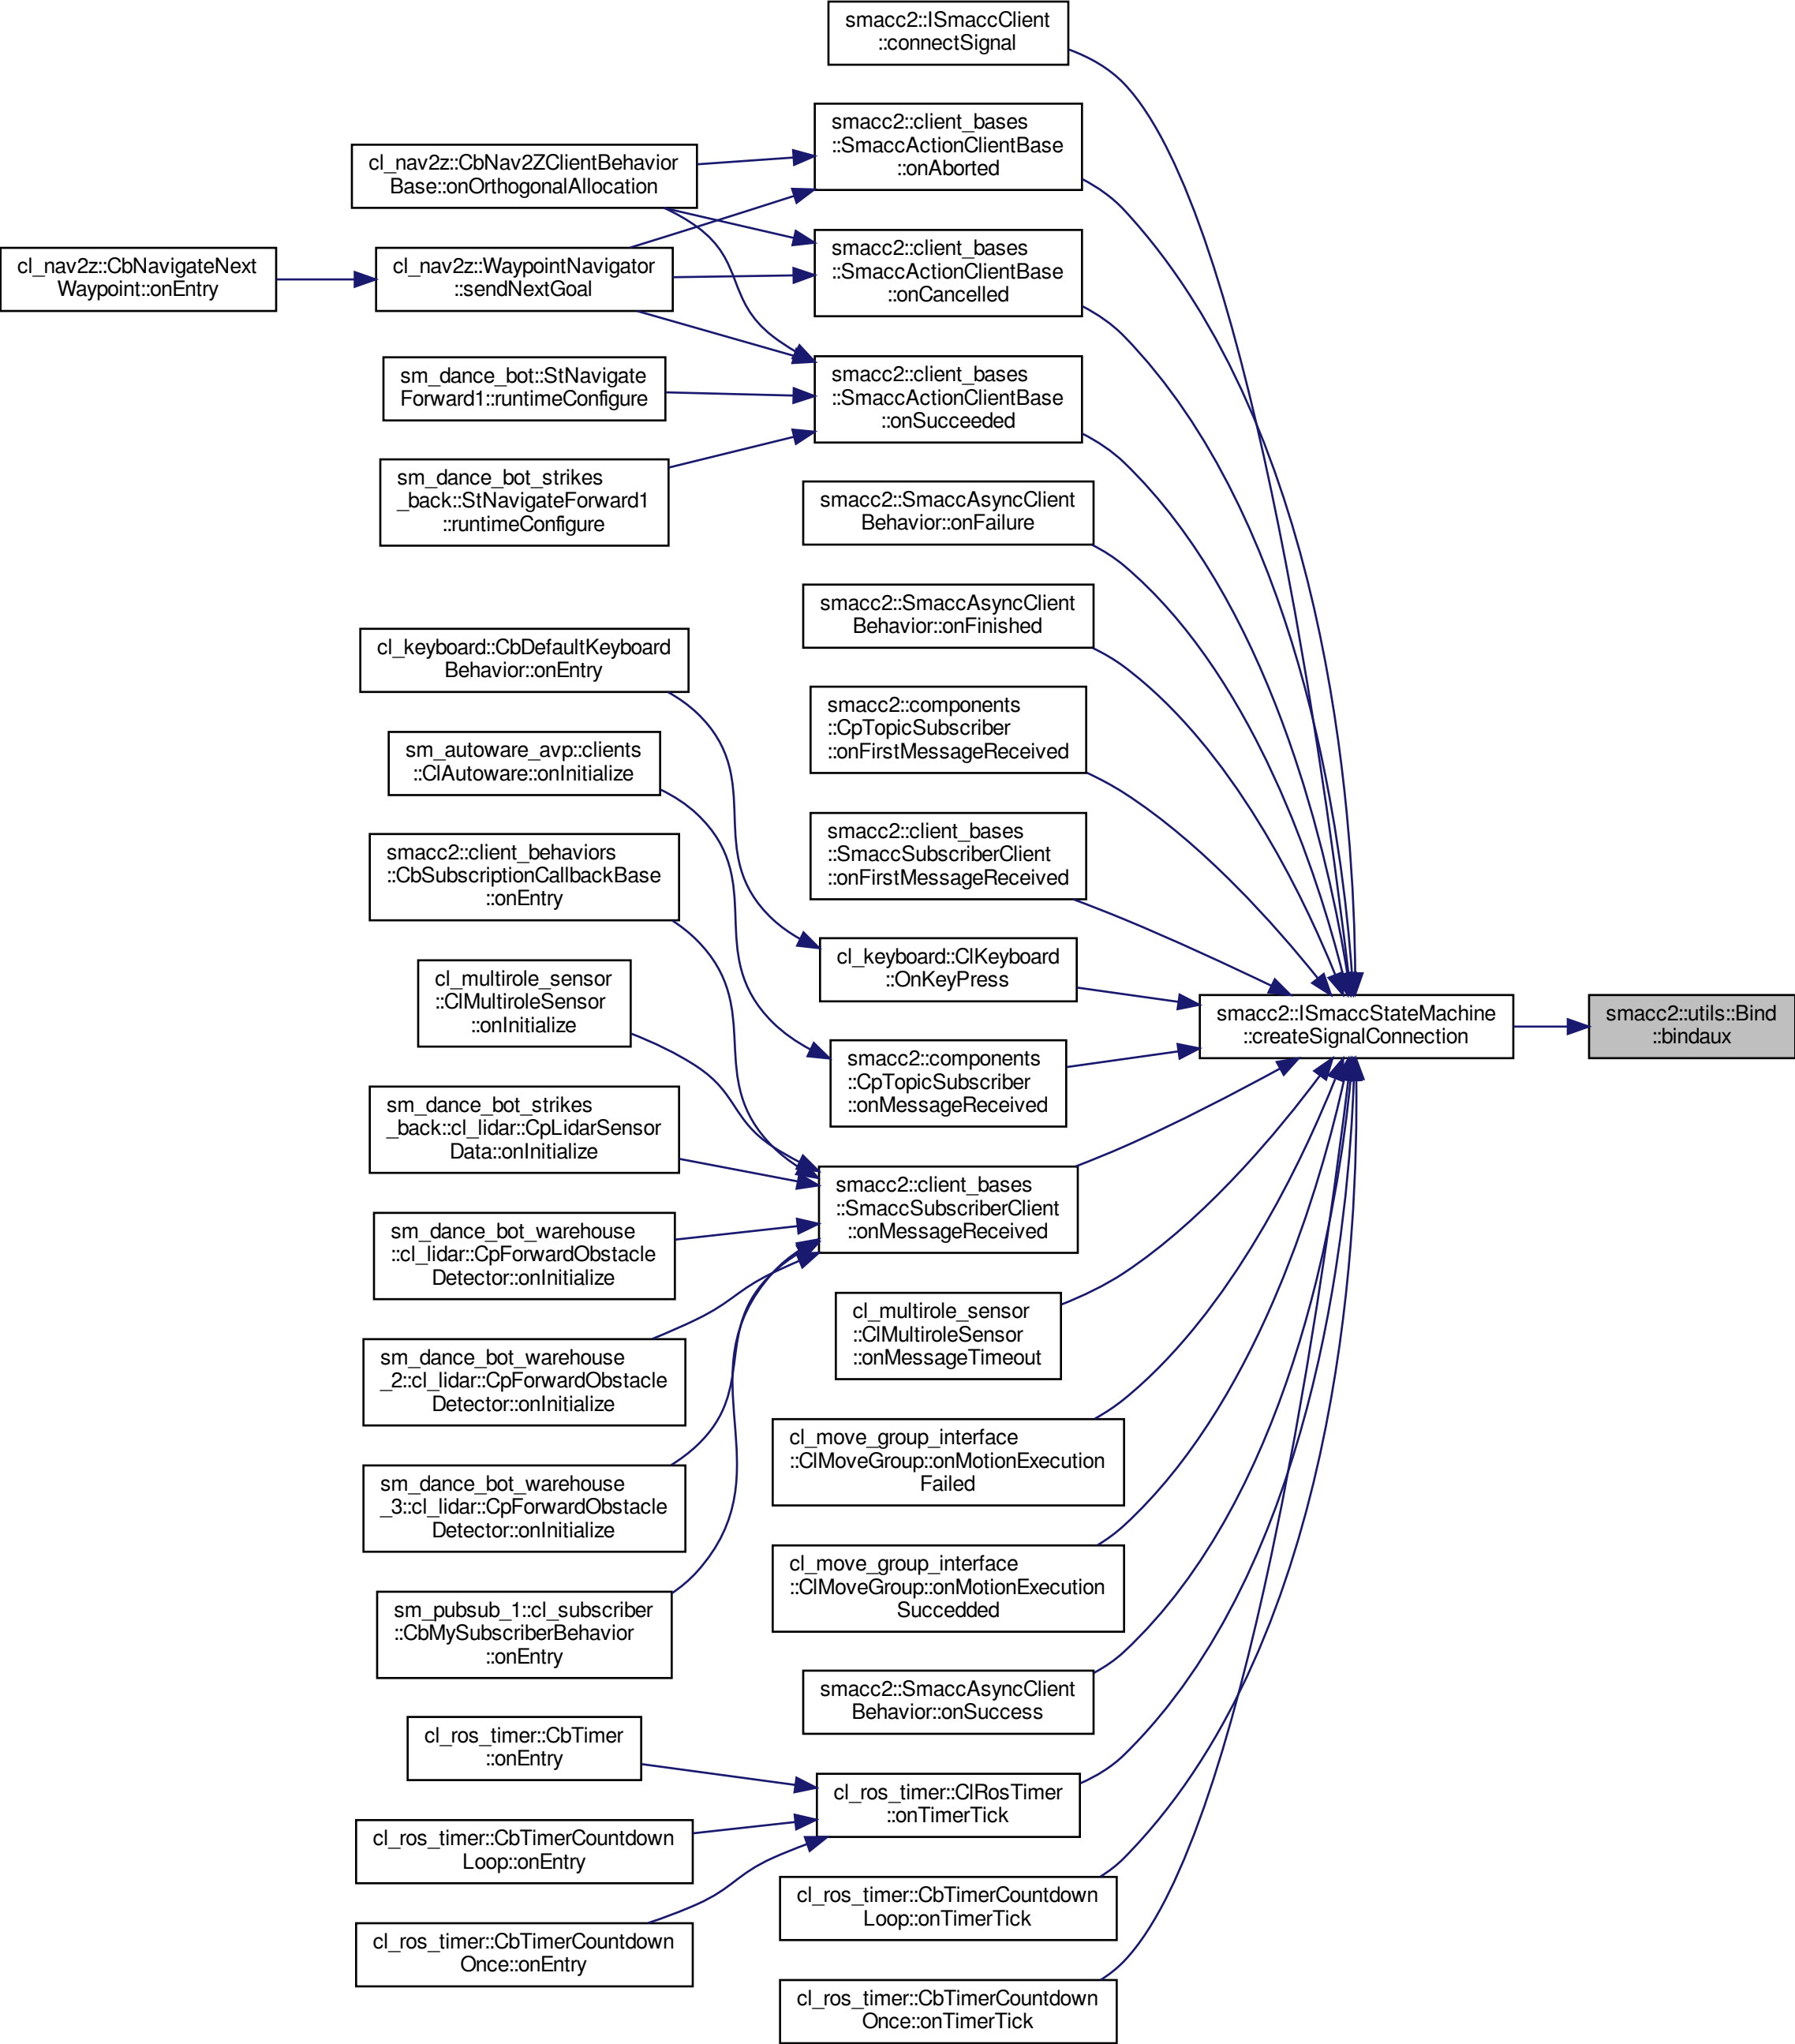 smacc2::ISmaccClient
::connectSignal
smacc2::client_bases
::SmaccActionClientBase
::onAborted
cl_nav2z::CbNav2ZClientBehavior
Base::onOrthogonalAllocation
smacc2::client_bases
::SmaccActionClientBase
::onCancelled
cl_nav2z::CbNavigateNext
Waypoint::onEntry
cl_nav2z::WaypointNavigator
::sendNextGoal
smacc2::client_bases
::SmaccActionClientBase
::onSucceeded
sm_dance_bot::StNavigate
Forward1::runtimeConfigure
sm_dance_bot_strikes
_back::StNavigateForward1
::runtimeConfigure
smacc2::SmaccAsyncClient
Behavior::onFailure
smacc2::SmaccAsyncClient
Behavior::onFinished
cl_keyboard::CbDefaultKeyboard
Behavior::onEntry
smacc2::components
::CpTopicSubscriber
::onFirstMessageReceived
sm_autoware_avp::clients
::ClAutoware::onInitialize
smacc2::client_bases
::SmaccSubscriberClient
::onFirstMessageReceived
smacc2::client_behaviors
::CbSubscriptionCallbackBase
::onEntry
cl_keyboard::ClKeyboard
::OnKeyPress
cl_multirole_sensor
::ClMultiroleSensor
::onInitialize
smacc2::ISmaccStateMachine
::createSignalConnection
smacc2::utils::Bind
::bindaux
smacc2::components
::CpTopicSubscriber
::onMessageReceived
sm_dance_bot_strikes
_back::cl_lidar::CpLidarSensor
Data::onInitialize
smacc2::client_bases
::SmaccSubscriberClient
::onMessageReceived
sm_dance_bot_warehouse
::cl_lidar::CpForwardObstacle
Detector::onInitialize
cl_multirole_sensor
::ClMultiroleSensor
::onMessageTimeout
sm_dance_bot_warehouse
_2::cl_lidar::CpForwardObstacle
Detector::onInitialize
cl_move_group_interface
::ClMoveGroup::onMotionExecution
Failed
sm_dance_bot_warehouse
_3::cl_lidar::CpForwardObstacle
Detector::onInitialize
cl_move_group_interface
::ClMoveGroup::onMotionExecution
Succedded
sm_pubsub_1::cl_subscriber
::CbMySubscriberBehavior
::onEntry
smacc2::SmaccAsyncClient
Behavior::onSuccess
cl_ros_timer::CbTimer
::onEntry
cl_ros_timer::ClRosTimer
::onTimerTick
cl_ros_timer::CbTimerCountdown
Loop::onEntry
cl_ros_timer::CbTimerCountdown
Loop::onTimerTick
cl_ros_timer::CbTimerCountdown
Once::onEntry
cl_ros_timer::CbTimerCountdown
Once::onTimerTick